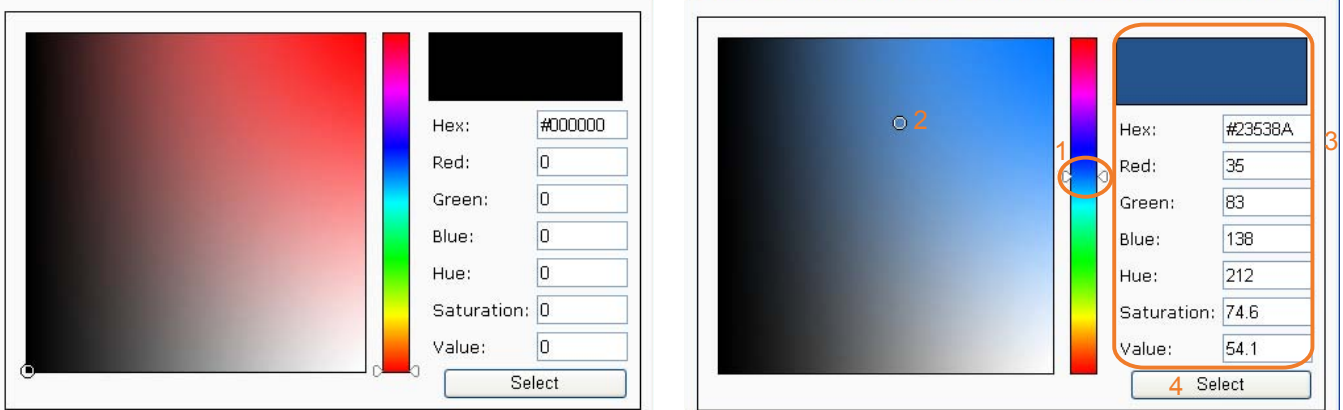 Hex: #000000
Red: 0
Green: 0
Blue: 0
Hue: 0
Saturation: 0
Value: 0
Select
2
1
3
Hex: #23538A
Red: 35
Green: 83
Blue: 138
Hue: 212
Saturation: 74.6
Value: 54.1
4 Select